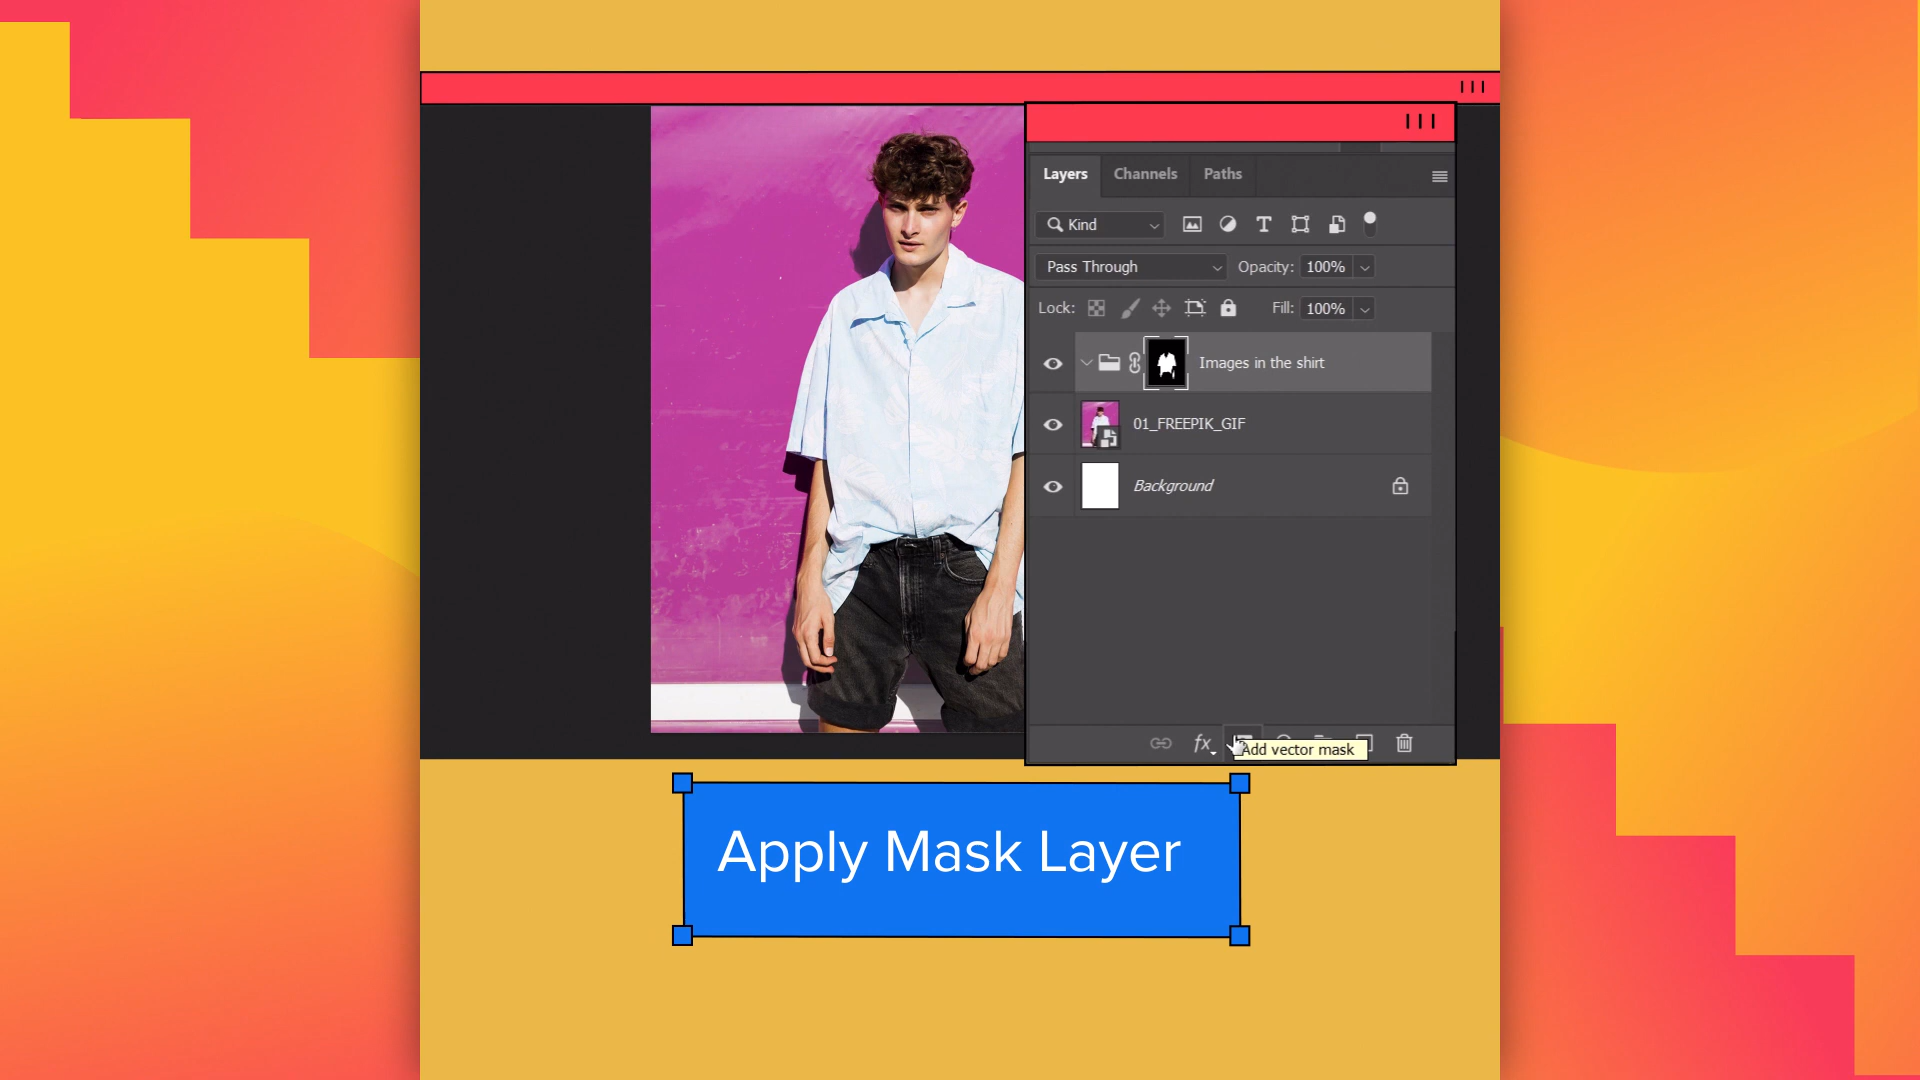 Layers Channels Paths
Kind
Pass Through Opacity: 100%
Lock: Fill: 100%
Images in the shirt
01_FREEPIK_GIF
Background
fx
Add vector mask
Apply Mask Layer